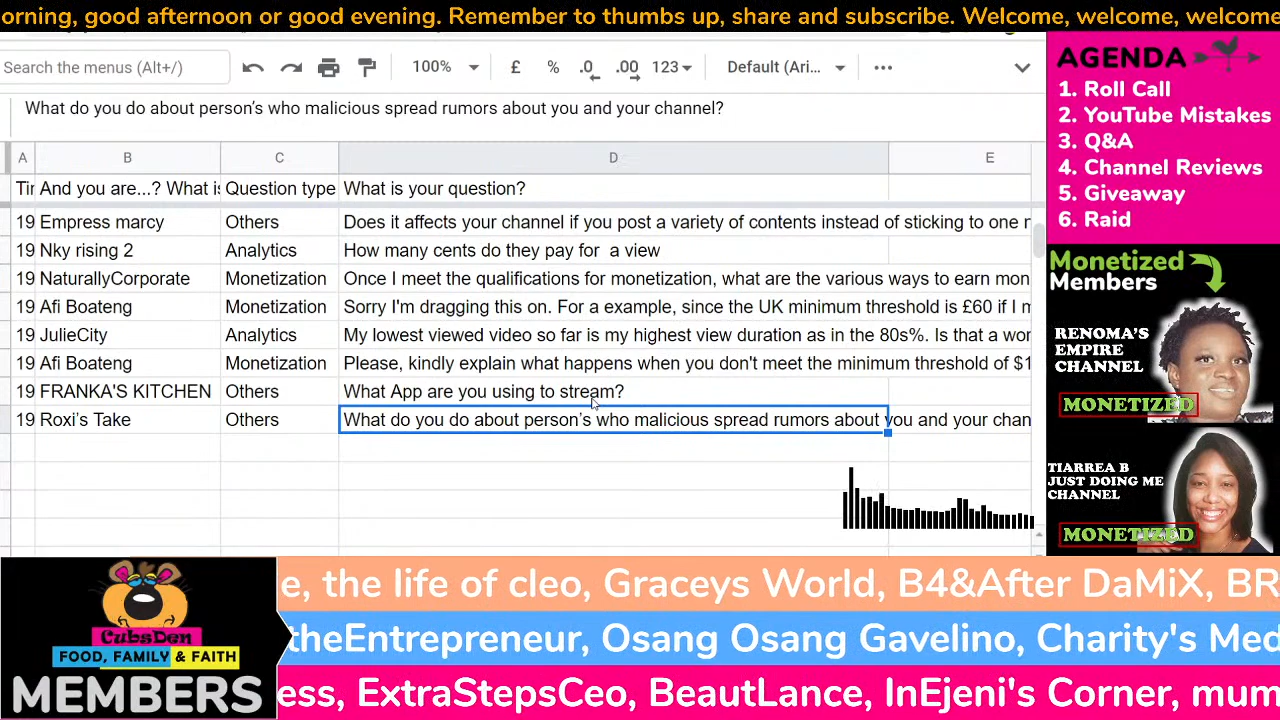 orning, good afternoon or good evening. Remember to thumbs up, share and subscribe. Welcome, welcome, welcome
Search the menus (Alt+/)
100%
£
%
.0
.00
123
Default (Ari...
What do you do about person's who malicious spread rumors about you and your channel?
A B C D E
Tir And you are...? What is Question type What is your question?
19 Empress marcy Others Does it affects your channel if you post a variety of contents instead of sticking to one n
19 Nky rising 2 Analytics How many cents do they pay for a view
19 NaturallyCorporate Monetization Oce I meet the qualifications for monetization, what are the various ways to earn mon
19 Afi Boateng Monetization Sorry I'm dragging this on. For a example, since the UK minimum threshold is £60 if I m
19 JulieCity Analytics My lowest viewed video so far is my highest view duration as in the 80s%. Is that a wor
19 Afi Boateng Monetization Please, kindly explain what happens when you don't meet the minimum threshold of $1
19 FRANKA'S KITCHEN Others What App are you using to stream?
19 Roxi's Take Others What do you do about person's who malicious spread rumors about you and your chan
AGENDA
1. Roll Call
2. YouTube Mistakes
3. Q&A
4. Channel Reviews
5. Giveaway
6. Raid
Monetized
Members
RENOMA'S
EMPIRE
CHANNEL
MONETIZED
TIARREA B
JUST DOING ME
CHANNEL
MONETIZED
CubsDen
FOOD, FAMILY & FAITH
MEMBERS
e, the life of cleo, Graceys World, B4&After DaMiX, BR
theEntrepreneur, Osang Osang Gavelino, Charity's Med
ess, ExtraStepsCeo, BeautLance, InEjeni's Corner, mum